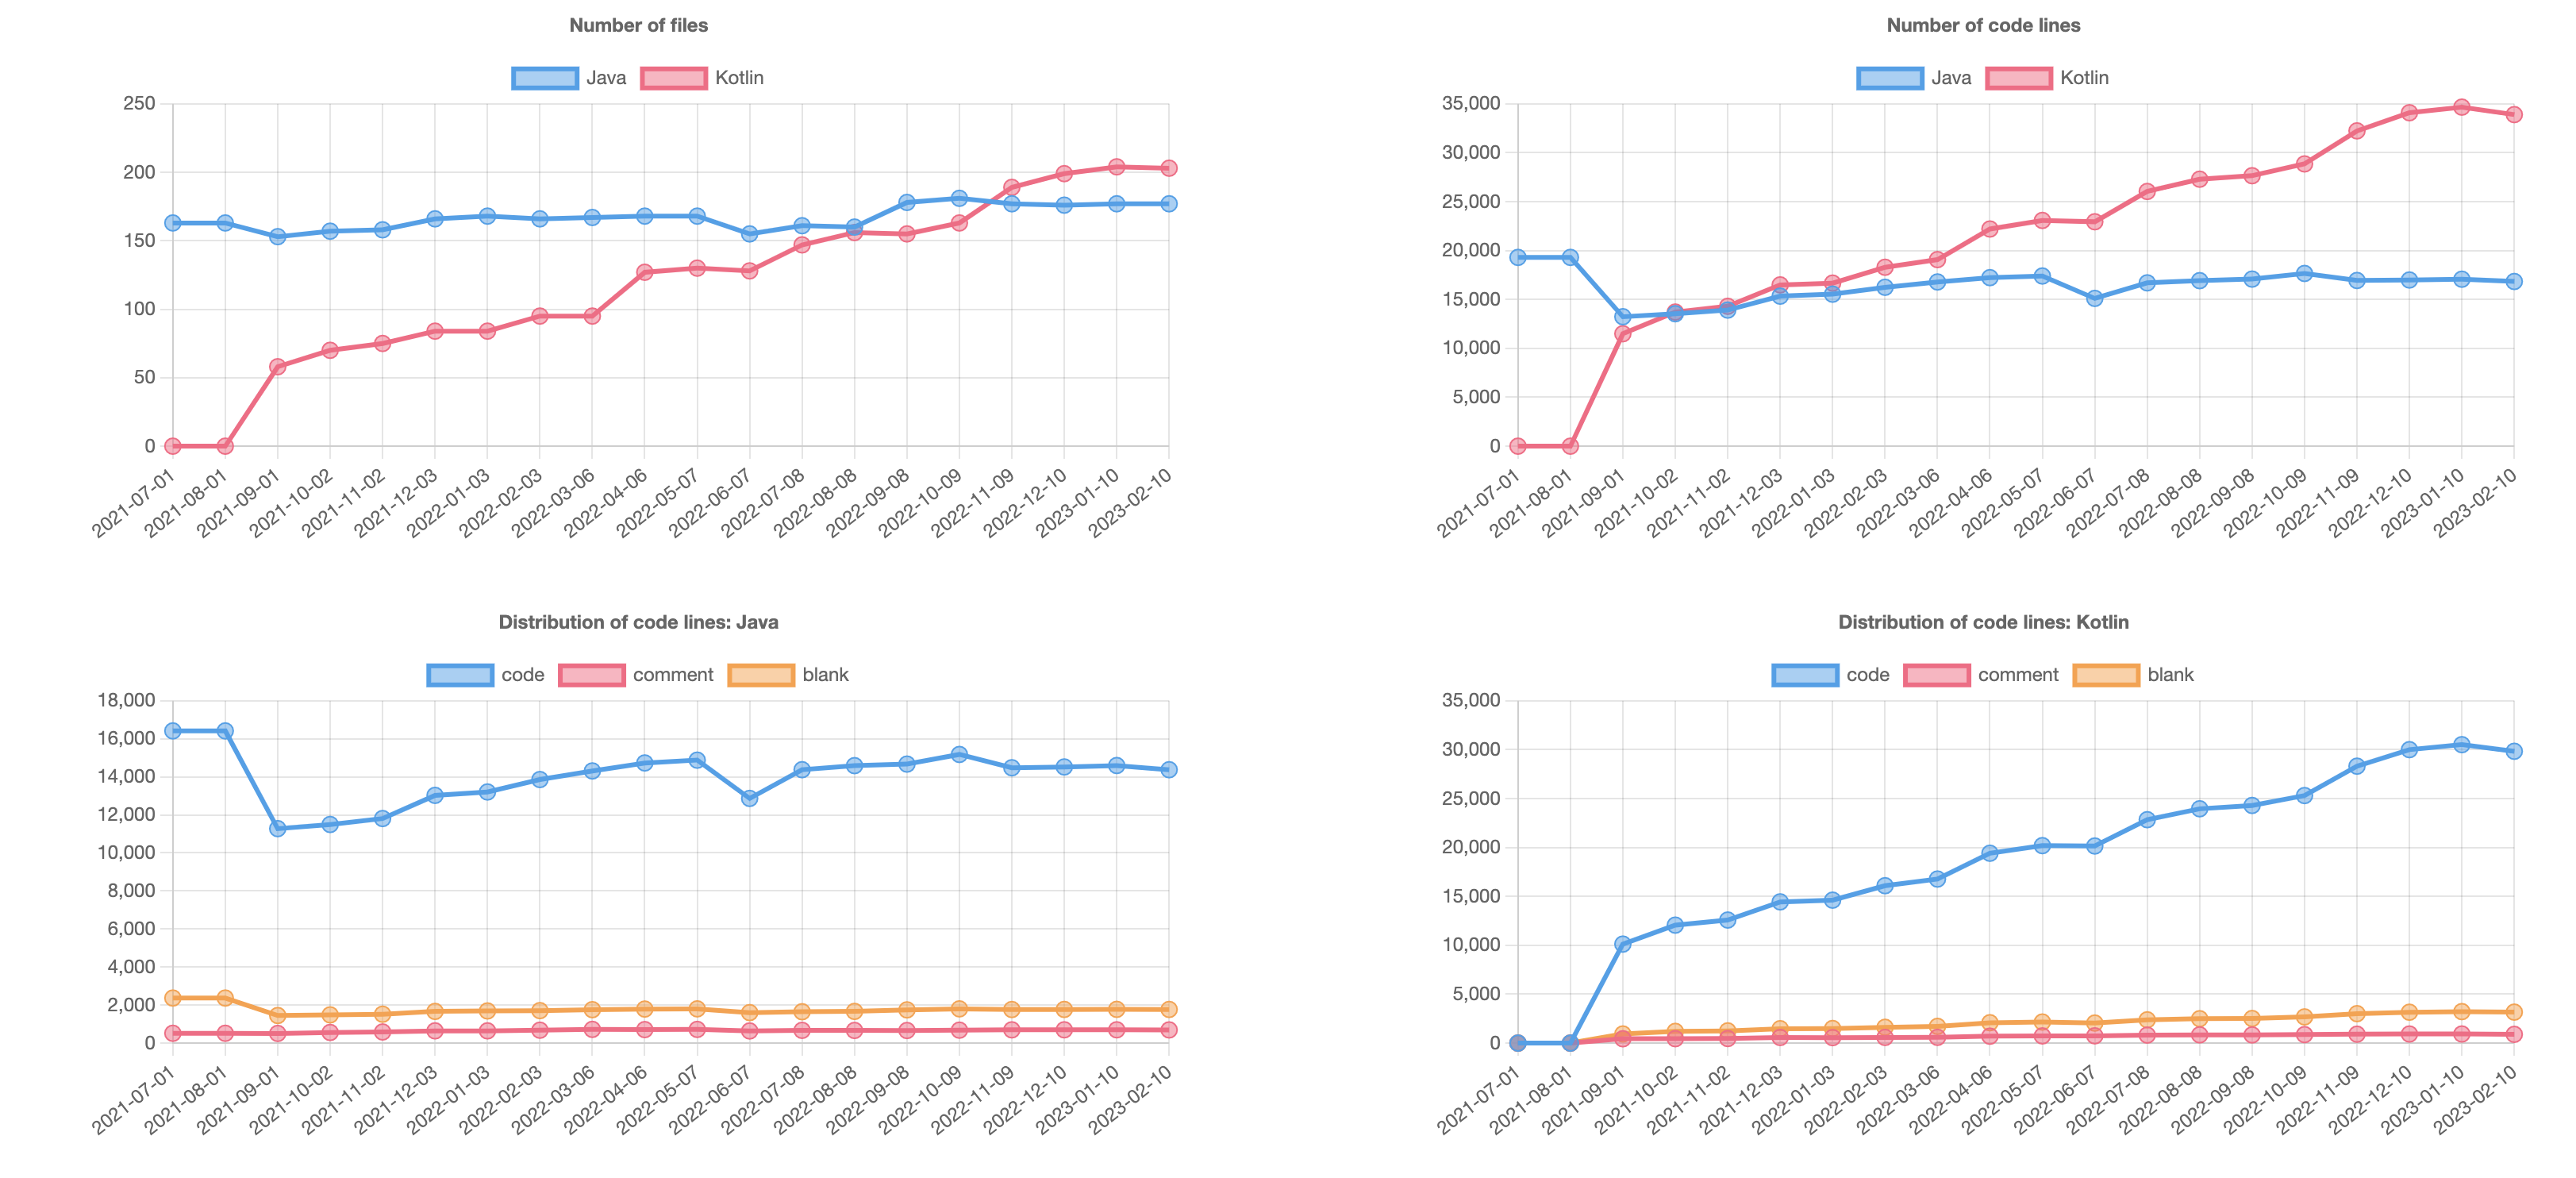 Number of files
Java Kotlin
250
200
150
100
50
0
2021-07-01 2021-08-01 2021-09-01 2021-10-02 2021-11-02 2021-12-03 2022-01-03 2022-02-03 2022-03-06 2022-04-06 2022-05-07 2022-06-07 2022-07-08 2022-08-08 2022-09-08 2022-10-09 2022-11-09 2022-12-10 2023-01-10 2023-02-10
Number of code lines
Java Kotlin
35,000
30,000
25,000
20,000
15,000
10,000
5,000
0
2021-07-01 2021-08-01 2021-09-01 2021-10-02 2021-11-02 2021-12-03 2022-01-03 2022-02-03 2022-03-06 2022-04-06 2022-05-07 2022-06-07 2022-07-08 2022-08-08 2022-09-08 2022-10-09 2022-11-09 2022-12-10 2023-01-10 2023-02-10
Distribution of code lines: Java
code comment blank
18,000
16,000
14,000
12,000
10,000
8,000
6,000
4,000
2,000
0
2021-07-01 2021-08-01 2021-09-01 2021-10-02 2021-11-02 2021-12-03 2022-01-03 2022-02-03 2022-03-06 2022-04-06 2022-05-07 2022-06-07 2022-07-08 2022-08-08 2022-09-08 2022-10-09 2022-11-09 2022-12-10 2023-01-10 2023-02-10
Distribution of code lines: Kotlin
code comment blank
35,000
30,000
25,000
20,000
15,000
10,000
5,000
0
2021-07-01 2021-08-01 2021-09-01 2021-10-02 2021-11-02 2021-12-03 2022-01-03 2022-02-03 2022-03-06 2022-04-06 2022-05-07 2022-06-07 2022-07-08 2022-08-08 2022-09-08 2022-10-09 2022-11-09 2022-12-10 2023-01-10 2023-02-10